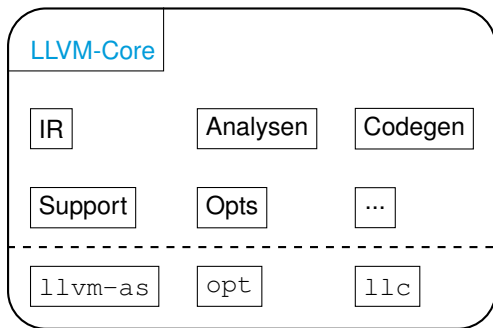 LLVM-Core
IR Analysen Codegen
Support Opts ...
llvm-as opt llc